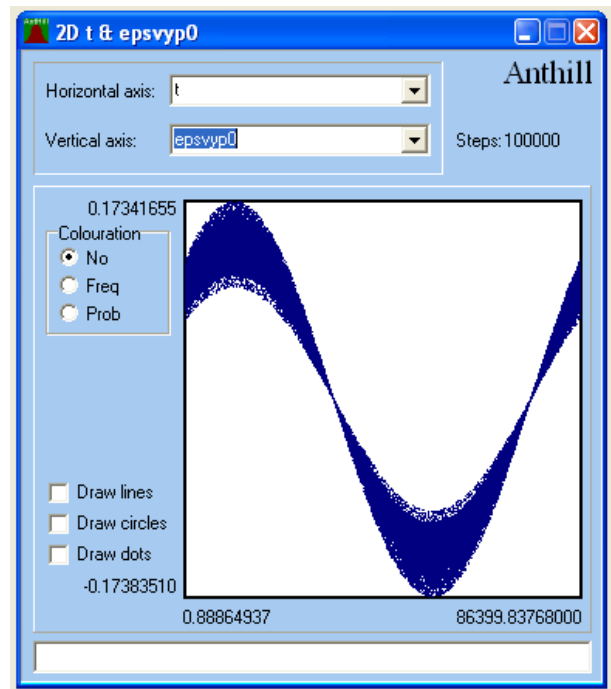 Anthill
2D t & epsvyp0
Anthill
Horizontal axis: t
Vertical axis: epsvyp0
Steps: 100000
0.17341655
Colouration
No
Freq
Prob
Draw lines
Draw circles
Draw dots
-0.17383510
0.88864937
86399.83768000